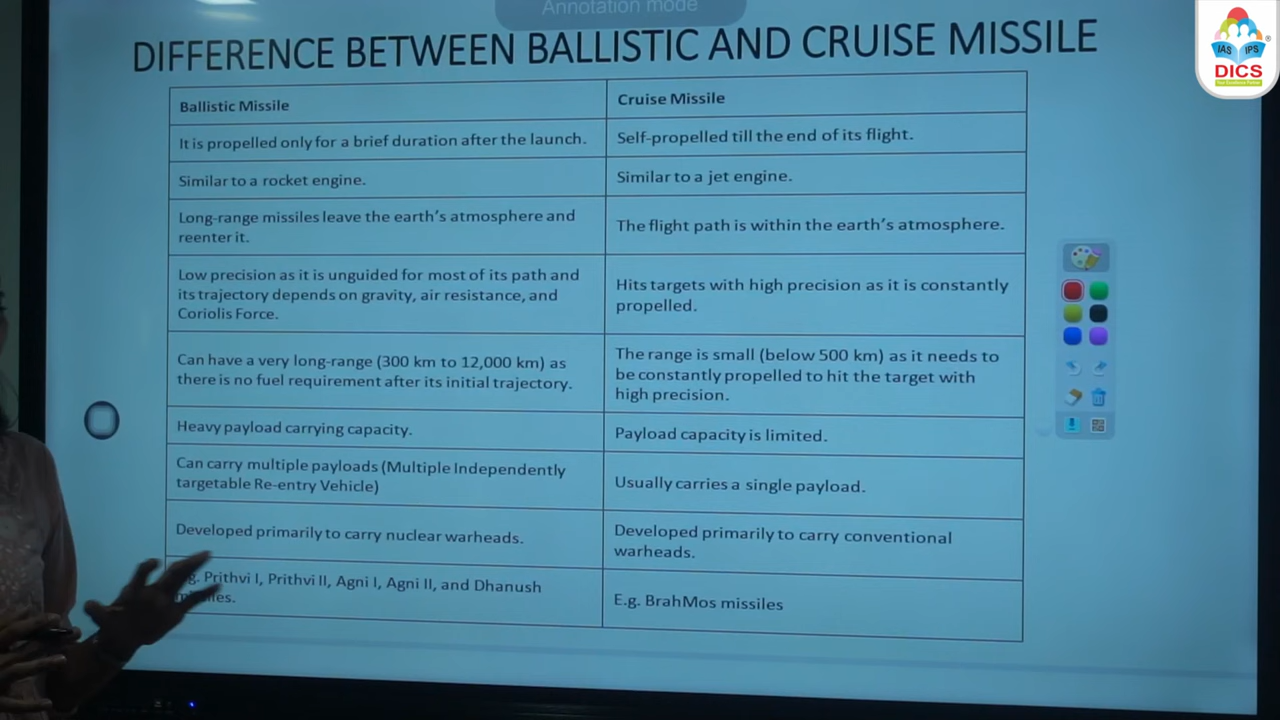 Annotation mode
DIFFERENCE BETWEEN BALLISTIC AND CRUISE MISSILE
IAS IPS
DICS
Ballistic Missile
Cruise Missile
It is propelled only for a brief duration after the launch.
Self-propelled till the end of its flight.
Similar to a rocket engine.
Similar to a jet engine.
Long-range missiles leave the earth's atmosphere and
reenter it.
The flight path is within the earth's atmosphere.
Low precision as it is unguided for most of its path and
its trajectory depends on gravity, air resistance, and
Coriolis Force.
Hits targets with high precision as it is constantly
propelled.
Can have a very long-range (300 km to 12,000 km) as
there is no fuel requirement after its initial trajectory.
The range is small (below 500 km) as it needs to
be constantly propelled to hit the target with
high precision.
Heavy payload carrying capacity.
Payload capacity is limited.
Can carry multiple payloads (Multiple Independently
targetable Re-entry Vehicle)
Usually carries a single payload.
Developed primarily to carry nuclear warheads.
Developed primarily to carry conventional
warheads.
Prithvi I, Prithvi II, Agni I, Agni II, and Dhanush
E.g. BrahMos missiles